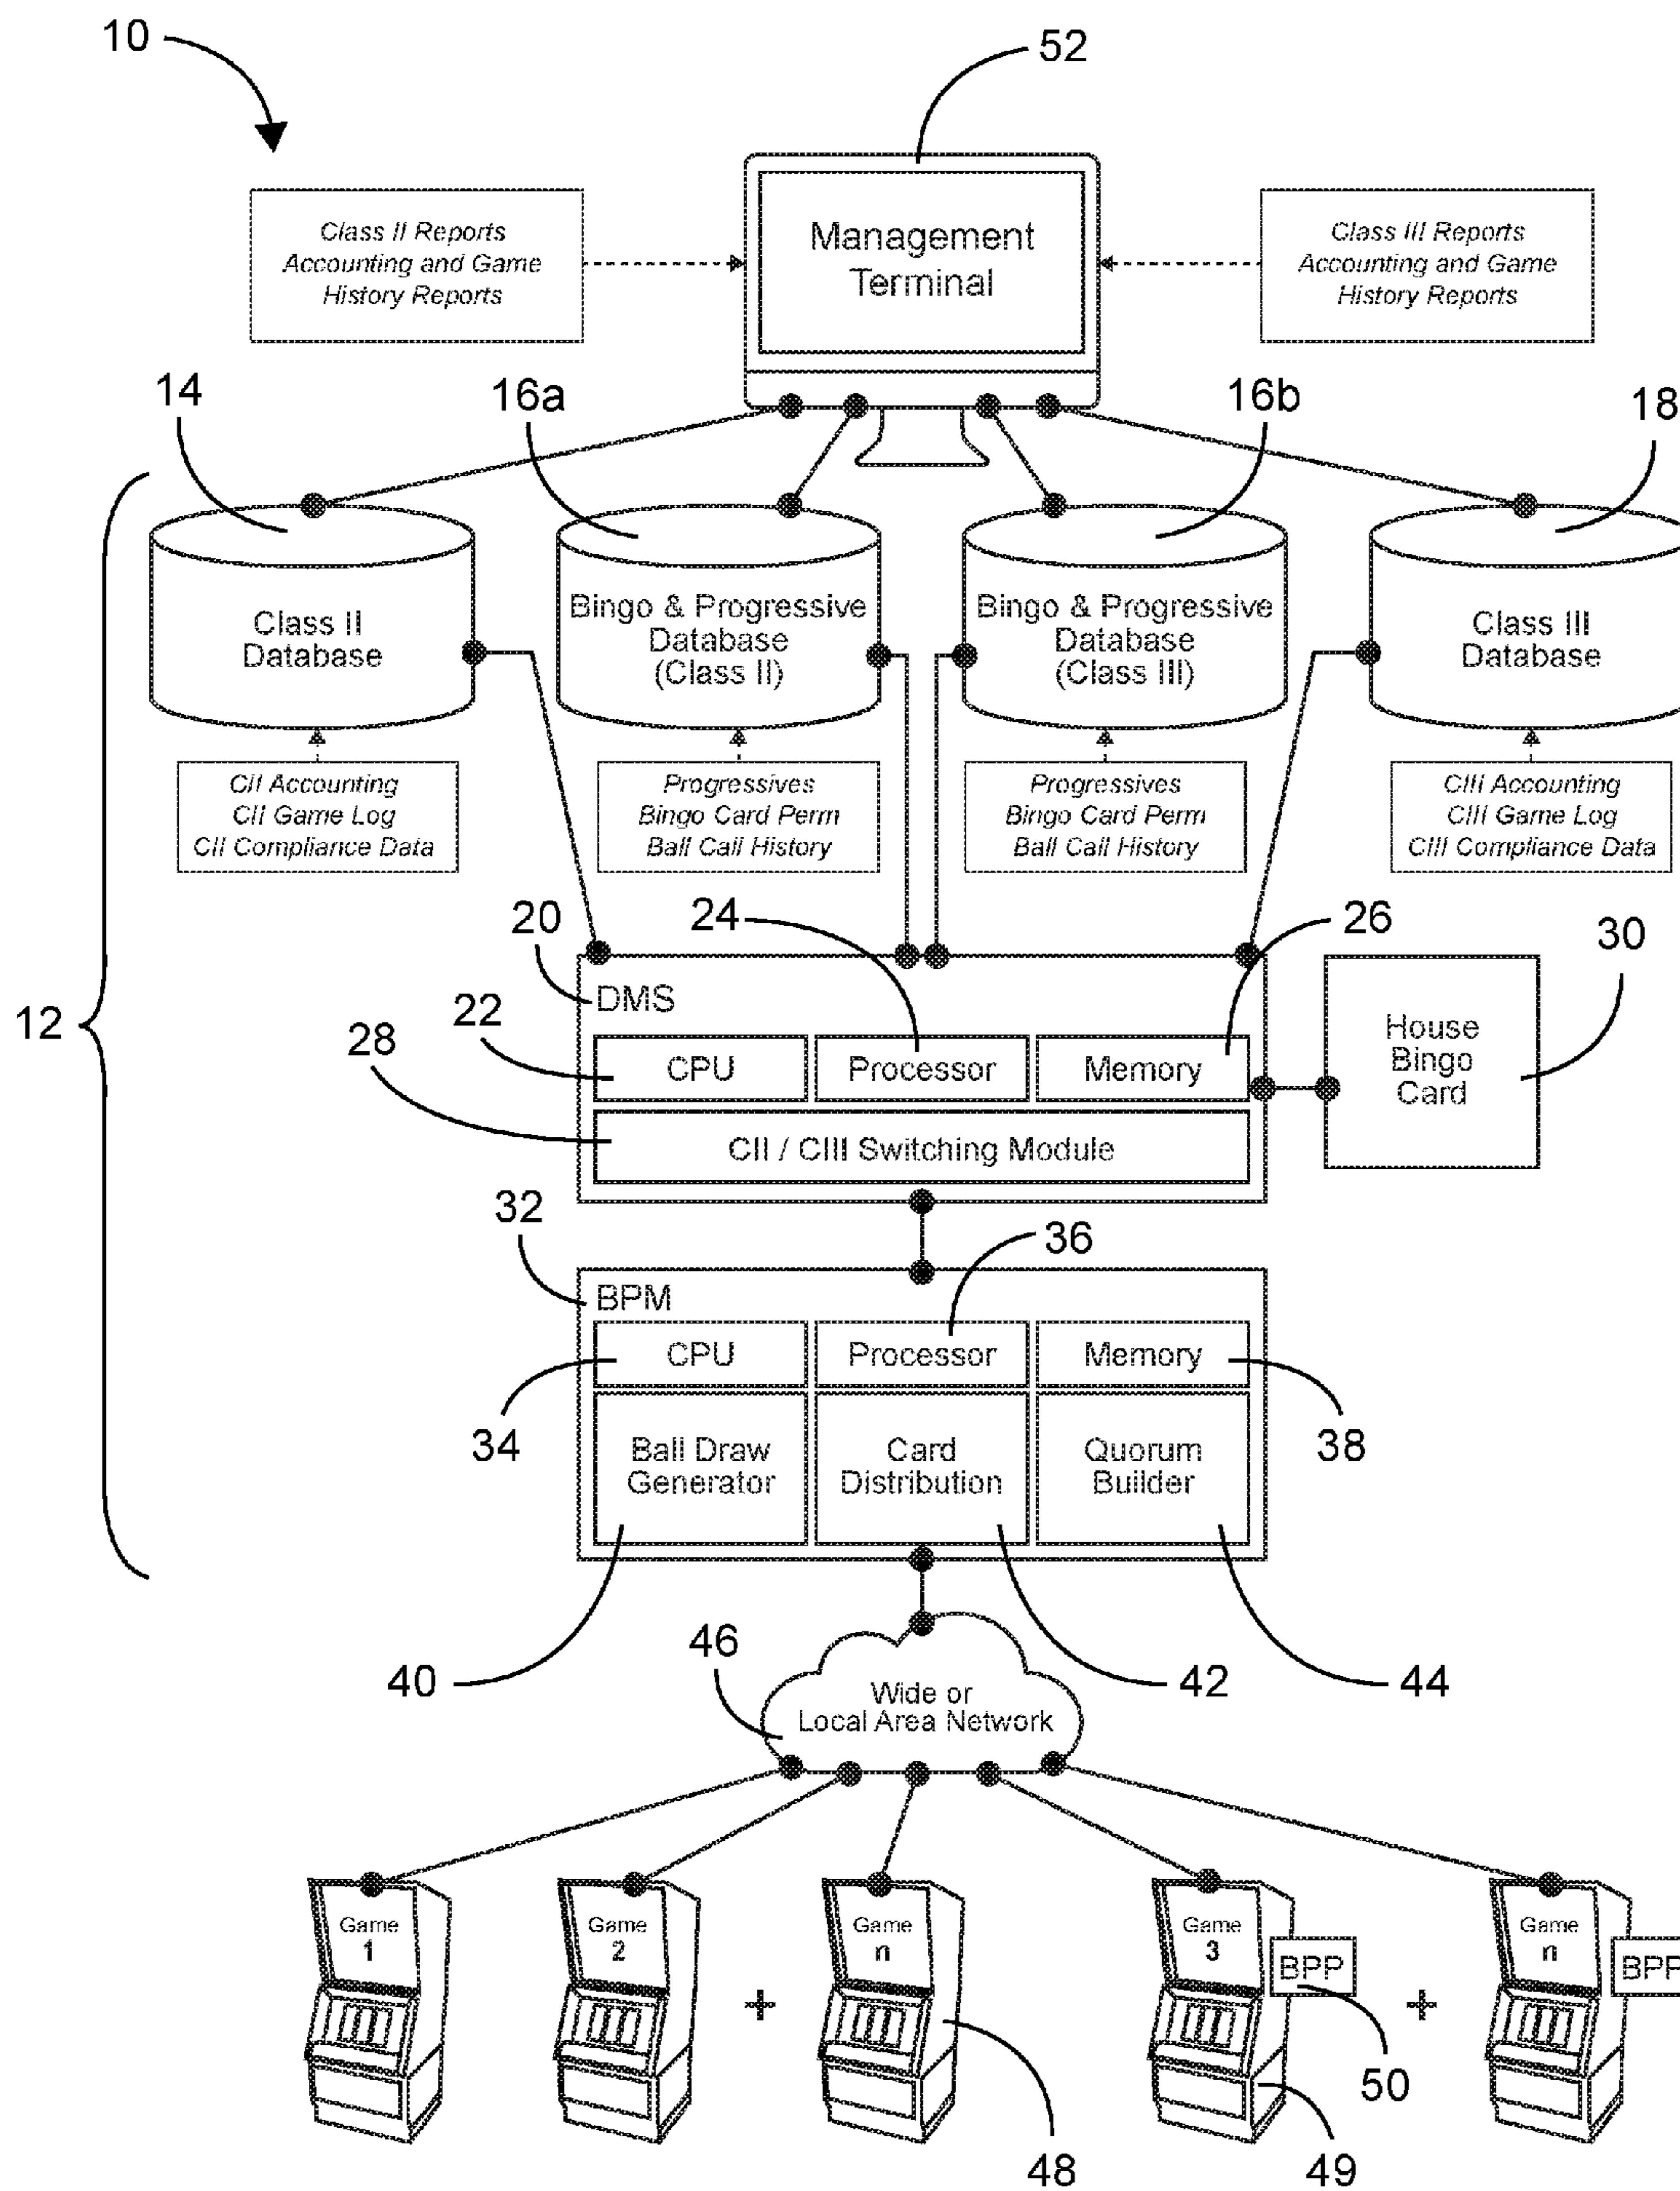 10
52
Management
Terminal
Class II Reports
Accounting and Game
History Reports
Class III Reports
Accounting and Game
History Reports
14
16a
16b
18
12
Class II
Database
Bingo & Progressive
Database
(Class II)
Bingo & Progressive
Database
(Class III)
Class III
Database
CII Accounting
CII Game Log
CII Compliance Data
Progressives
Bingo Card Perm
Ball Call History
Progressives
Bingo Card Perm
Ball Call History
CIII Accounting
CIII Game Log
CIII Compliance Data
20
24
26
30
DMS
22
28
CPU
Processor
Memory
House
Bingo
Card
CII / CIII Switching Module
32
36
BPM
CPU
Processor
Memory
34
38
Ball Draw
Generator
Card
Distribution
Quorum
Builder
40
46
42
44
Wide or
Local Area Network
Game
1
Game
2
+
Game
n
Game
3
BPP
+
Game
n
BPP
50
48
49